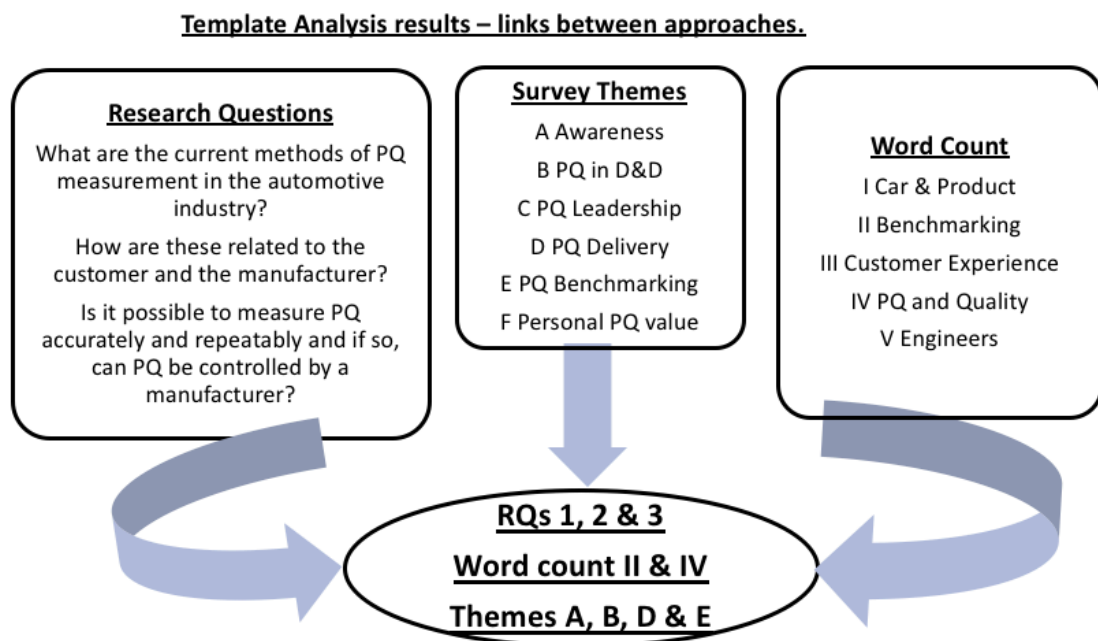 Template Analysis results – links between approaches.
Research Questions
What are the current methods of PQ
measurement in the automotive
industry?
How are these related to the
customer and the manufacturer?
Is it possible to measure PQ
accurately and repeatably and if so,
can PQ be controlled by a
manufacturer?
Survey Themes
A Awareness
B PQ in D&D
C PQ Leadership
D PQ Delivery
E PQ Benchmarking
F Personal PQ value
Word Count
I Car & Product
II Benchmarking
III Customer Experience
IV PQ and Quality
V Engineers
RQs 1, 2 & 3
Word count II & IV
Themes A, B, D & E